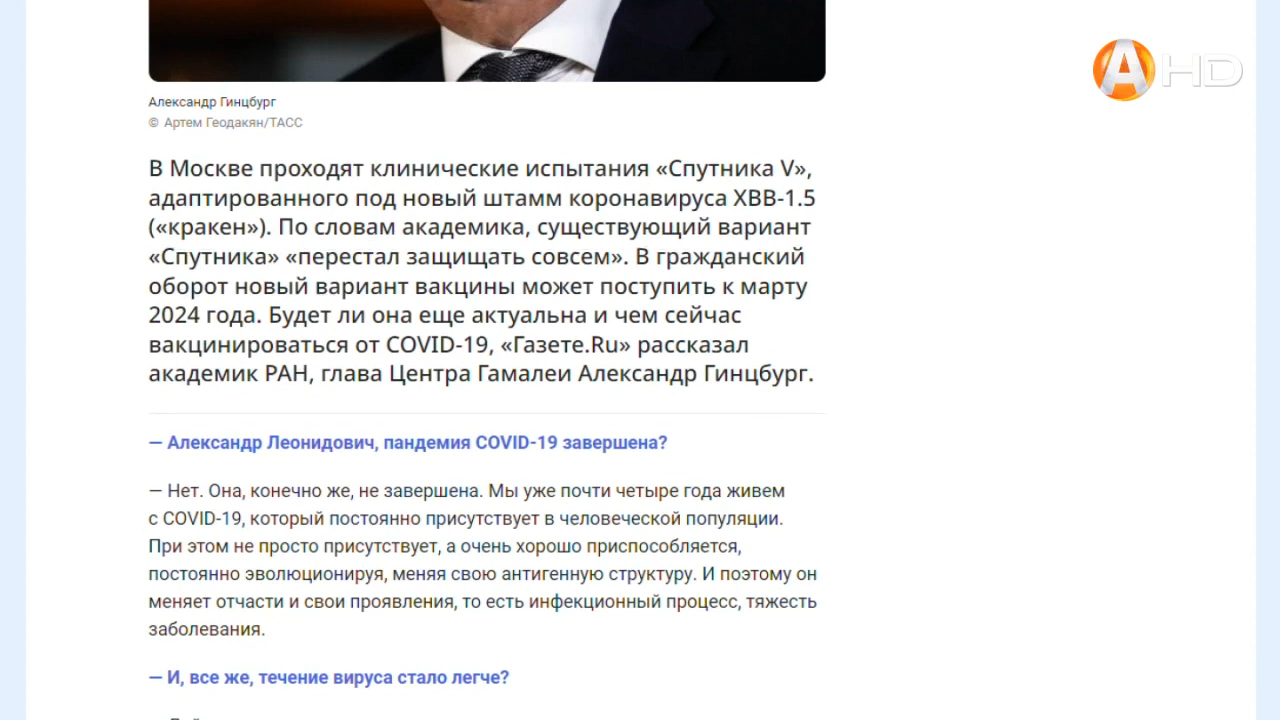 AHD
Александр Гинцбург
© Артем Геодакян/ТАСС
В Москве проходят клинические испытания «Спутника V»,
адаптированного под новый штамм коронавируса XBB-1.5
(«кракен»). По словам академика, существующий вариант
«Спутника» «перестал защищать совсем». В гражданский
оборот новый вариант вакцины может поступить к марту
2024 года. Будет ли она еще актуальна и чем сейчас
вакцинироваться от COVID-19, «Газете.Ru» рассказал
академик РАН, глава Центра Гамалеи Александр Гинцбург.
— Александр Леонидович, пандемия COVID-19 завершена?
— Нет. Она, конечно же, не завершена. Мы уже почти четыре года живем
с COVID-19, который постоянно присутствует в человеческой популяции.
При этом не просто присутствует, а очень хорошо приспособляется,
постоянно эволюционируя, меняя свою антигенную структуру. И поэтому он
меняет отчасти и свои проявления, то есть инфекционный процесс, тяжесть
заболевания.
— И, все же, течение вируса стало легче?